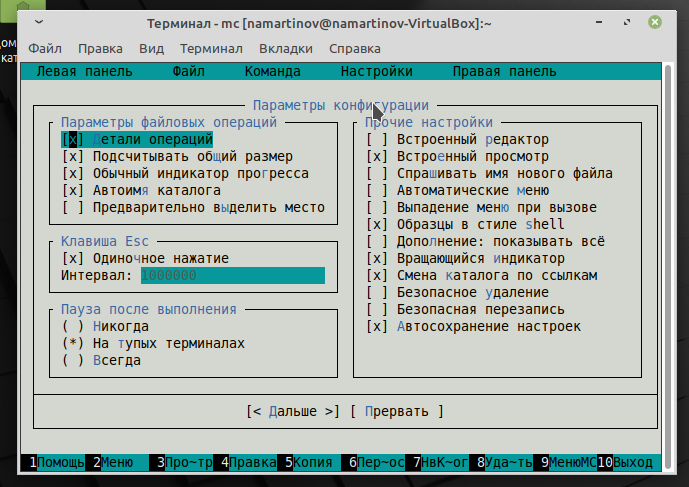 Терминал - mc [namartinov@namartinov-VirtualBox]:~
Файл Правка Вид Терминал Вкладки Справка
Левая панель Файл Команда Настройки Правая панель
Параметры конфигурации
Параметры файловых операций
[x] Детали операций
[x] Подсчитывать общий размер
[x] Обычный индикатор прогресса
[x] Автоимя каталога
[ ] Предварительно выделить место
Клавиша Esc
[x] Одиночное нажатие
Интервал: 1000000
Пауза после выполнения
( ) Никогда
(*) На тупых терминалах
( ) Всегда
Прочие настройки
[ ] Встроенный редактор
[x] Встроенный просмотр
[ ] Спрашивать имя нового файла
[ ] Автоматические меню
[ ] Выпадение меню при вызове
[x] Образцы в стиле shell
[ ] Дополнение: показывать всё
[x] Вращающийся индикатор
[x] Смена каталога по ссылкам
[ ] Безопасное удаление
[ ] Безопасная перезапись
[x] Автосохранение настроек
[< Дальше >] [ Прервать ]
1Помощь 2Меню 3Про~тр 4Правка 5Копия 6Пер~ос 7НвК~ог 8Уда~ть 9МенюМС 10Выход